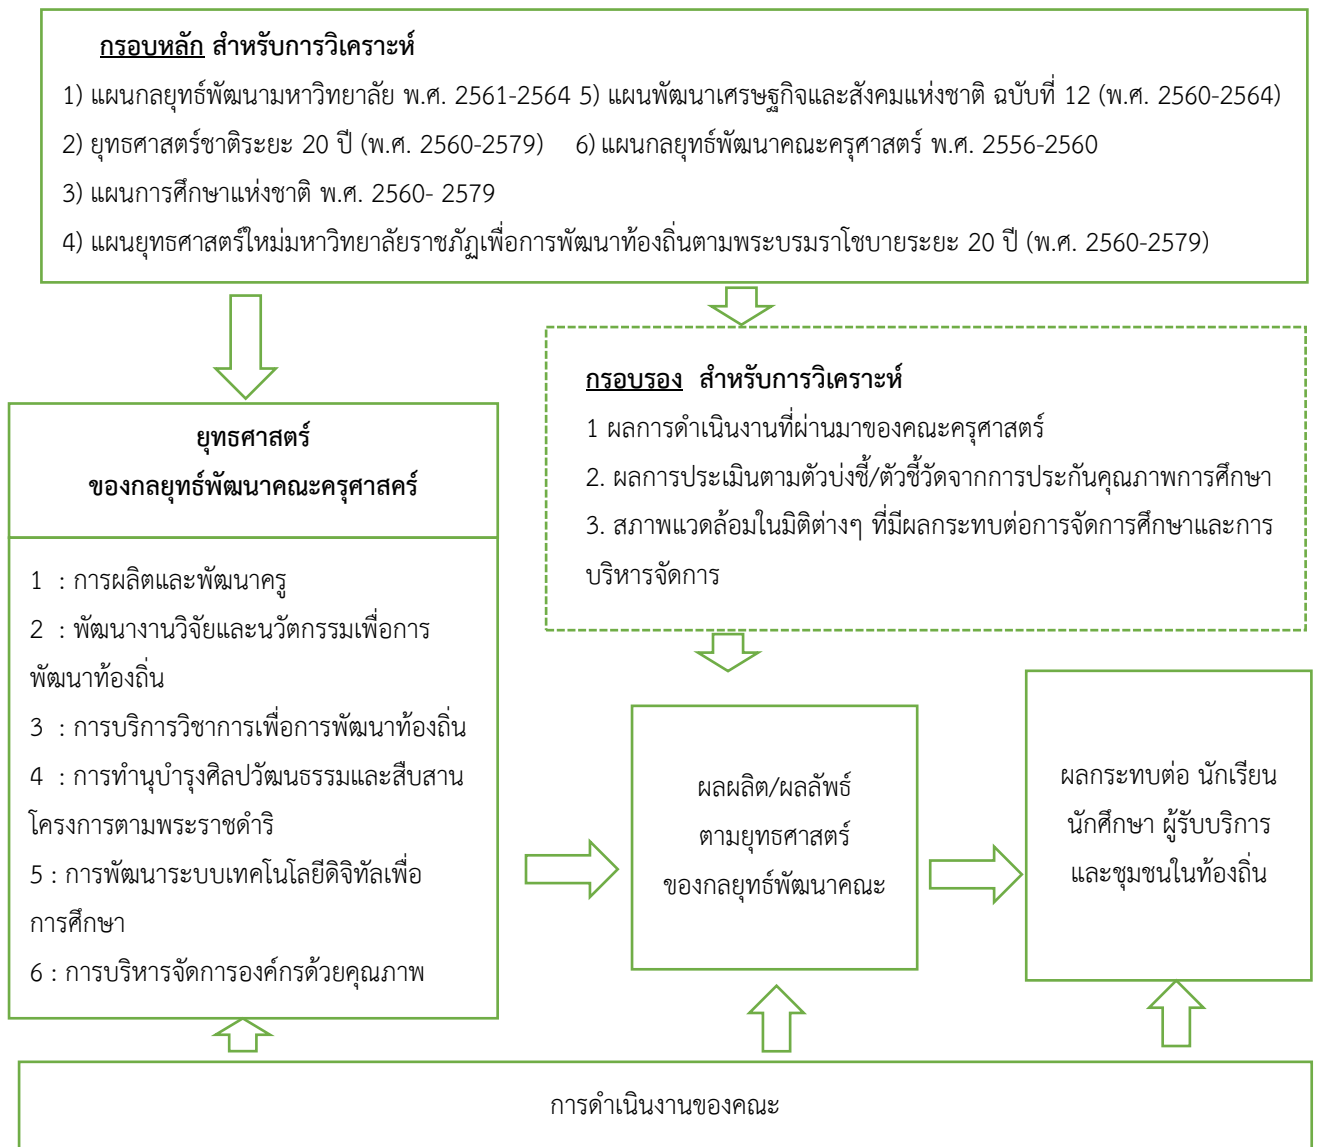 กรอบหลัก สำหรับการวิเคราะห์
1) แผนกลยุทธ์พัฒนามหาวิทยาลัย พ.ศ. 2561-2564 5) แผนพัฒนาเศรษฐกิจและสังคมแห่งชาติ ฉบับที่ 12 (พ.ศ. 2560-2564)
2) ยุทธศาสตร์ชาติระยะ 20 ปี (พ.ศ. 2560-2579) 6) แผนกลยุทธ์พัฒนาคณะครุศาสตร์ พ.ศ. 2556-2560
3) แผนการศึกษาแห่งชาติ พ.ศ. 2560- 2579
4) แผนยุทธศาสตร์ใหม่มหาวิทยาลัยราชภัฏเพื่อการพัฒนาท้องถิ่นตามพระบรมราโชบายระยะ 20 ปี (พ.ศ. 2560-2579)
กรอบรอง สำหรับการวิเคราะห์
1 ผลการดำเนินงานที่ผ่านมาของคณะครุศาสตร์
2. ผลการประเมินตามตัวบ่งชี้/ตัวชี้วัดจากการประกันคุณภาพการศึกษา
3. สภาพแวดล้อมในมิติต่างๆ ที่มีผลกระทบต่อการจัดการศึกษาและการ
บริหารจัดการ
ยุทธศาสตร์
ของกลยุทธ์พัฒนาคณะครุศาสคร์
1 : การผลิตและพัฒนาครู
2 : พัฒนางานวิจัยและนวัตกรรมเพื่อการ
พัฒนาท้องถิ่น
3 : การบริการวิชาการเพื่อการพัฒนาท้องถิ่น
4 : การทำนุบำรุงศิลปวัฒนธรรมและสืบสาน
โครงการตามพระราชดำริ
5 : การพัฒนาระบบเทคโนโลยีดิจิทัลเพื่อ
การศึกษา
6 : การบริหารจัดการองค์กรด้วยคุณภาพ
ผลผลิต/ผลลัพธ์
ตามยุทธศาสตร์
ของกลยุทธ์พัฒนาคณะ
ผลกระทบต่อ นักเรียน
นักศึกษา ผู้รับบริการ
และชุมชนในท้องถิ่น
การดำเนินงานของคณะ